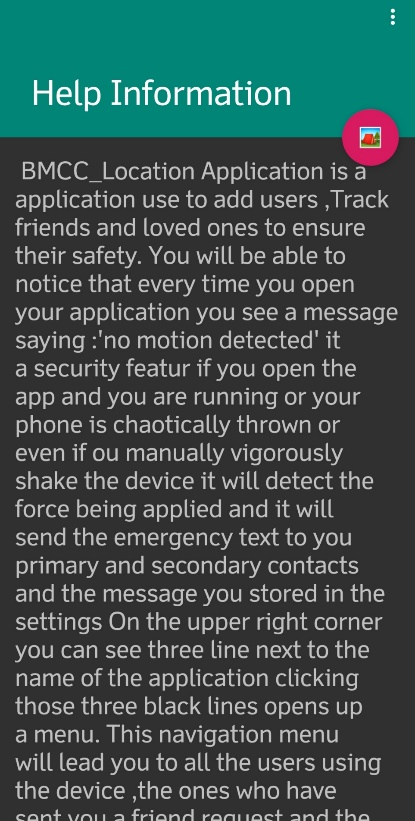 Help Information
BMCC_Location Application is a
application use to add users ,Track
friends and loved ones to ensure
their safety. You will be able to
notice that every time you open
your application you see a message
saying :'no motion detected' it
a security featur if you open the
app and you are running or your
phone is chaotically thrown or
even if ou manually vigorously
shake the device it will detect the
force being applied and it will
send the emergency text to you
primary and secondary contacts
and the message you stored in the
settings On the upper right corner
you can see three line next to the
name of the application clicking
those three black lines opens up
a menu. This navigation menu
will lead you to all the users using
the device ,the ones who have
sent you a friend request and the